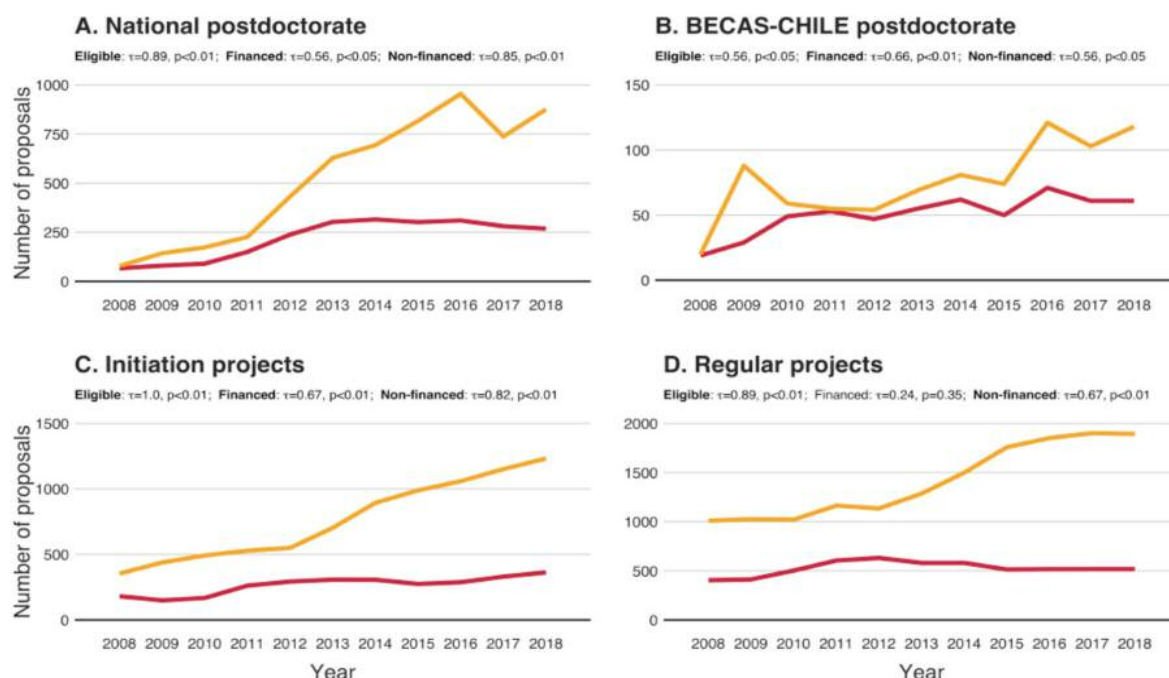 A. National postdoctorate
Eligible: τ=0.89, p<0.01; Financed: τ=0.56, p<0.05; Non-financed: τ=0.85, p<0.01
Number of proposals
1000
750
500
250
0
2008 2009 2010 2011 2012 2013 2014 2015 2016 2017 2018
B. BECAS-CHILE postdoctorate
Eligible: τ=0.56, p<0.05; Financed: τ=0.66, p<0.01; Non-financed: τ=0.56, p<0.05
150
100
50
0
2008 2009 2010 2011 2012 2013 2014 2015 2016 2017 2018
C. Initiation projects
Eligible: τ=1.0, p<0.01; Financed: τ=0.67, p<0.01; Non-financed: τ=0.82, p<0.01
Number of proposals
1500
1000
500
0
2008 2009 2010 2011 2012 2013 2014 2015 2016 2017 2018
Year
D. Regular projects
Eligible: τ=0.89, p<0.01; Financed: τ=0.24, p=0.35; Non-financed: τ=0.67, p<0.01
2000
1500
1000
500
0
2008 2009 2010 2011 2012 2013 2014 2015 2016 2017 2018
Year